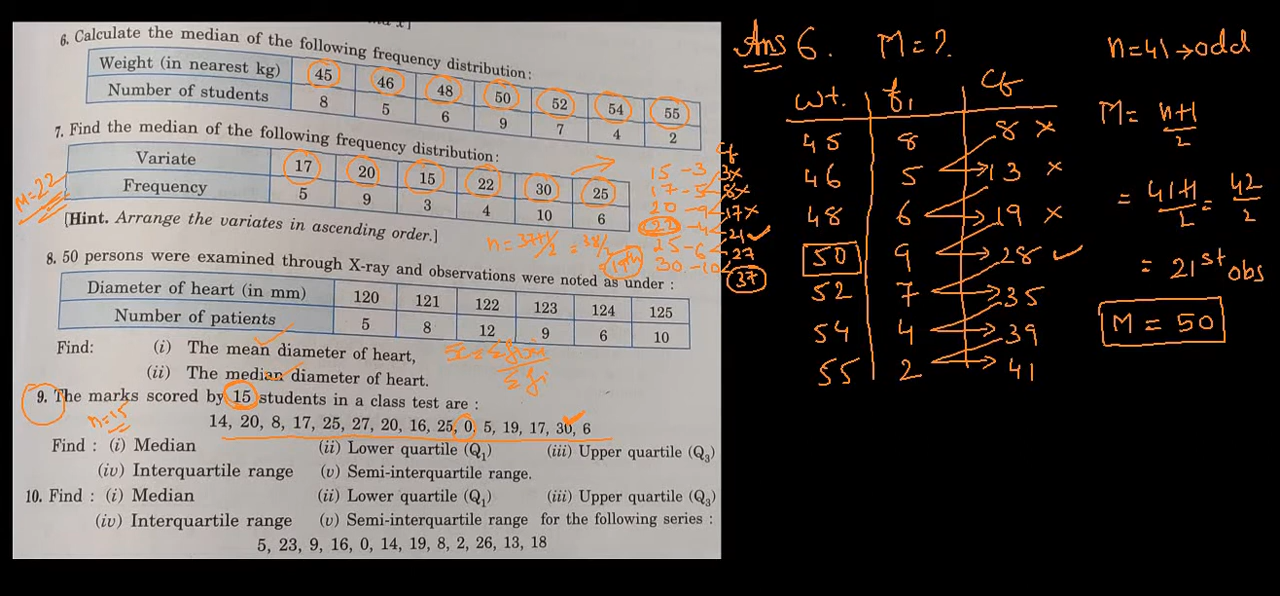 6. Calculate the median of the following frequency distribution:
Weight (in nearest kg) 45 46 48 50 52 54 55
Number of students 8 5 6 9 7 4 2
7. Find the median of the following frequency distribution:
Variate 17 20 15 22 30 25
Frequency 5 9 3 4 10 6
M=22
[Hint. Arrange the variates in ascending order.]
n = 37+1/2 = 38/2
19th
cf
15 - 3 3x
17 - 5 8x
20 - 9 17x
22 - 4 21 ✓
25 - 6 27
30 - 10 37
8. 50 persons were examined through X-ray and observations were noted as under :
Diameter of heart (in mm) 120 121 122 123 124 125
Number of patients 5 8 12 9 6 10
Find: (i) The mean diameter of heart,
(ii) The median diameter of heart.
9. The marks scored by 15 students in a class test are :
n=15
14, 20, 8, 17, 25, 27, 20, 16, 25, 0, 5, 19, 17, 30, 6
Find : (i) Median (ii) Lower quartile (Q₁) (iii) Upper quartile (Q₃)
(iv) Interquartile range (v) Semi-interquartile range.
10. Find : (i) Median (ii) Lower quartile (Q₁) (iii) Upper quartile (Q₃)
(iv) Interquartile range (v) Semi-interquartile range for the following series :
5, 23, 9, 16, 0, 14, 19, 8, 2, 26, 13, 18
Ans 6. M = ?
wt. f₁ cf
45 8 8 x
46 5 13 x
48 6 19 x
50 9 28 ✓
52 7 35
54 4 39
55 2 41
n=41→odd
M = n+1/2
= 41+1/2 = 42/2
= 21st obs
M = 50